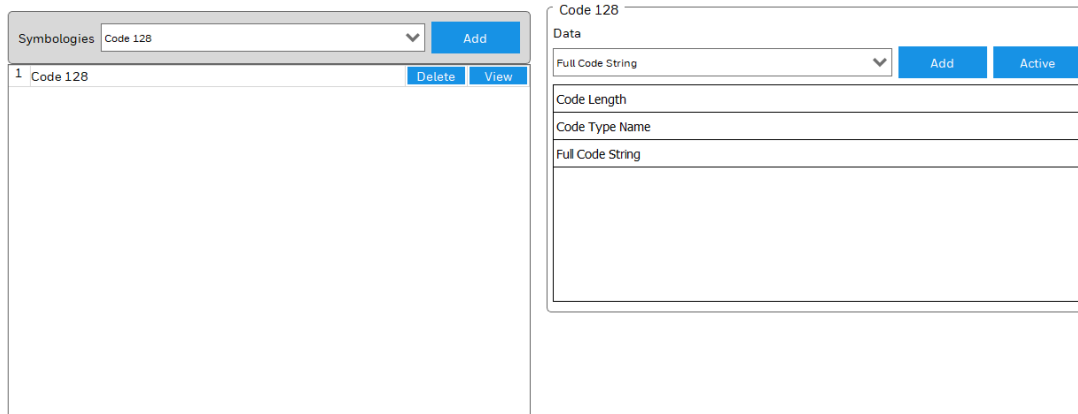 Symbologies Code 128 Add
1 Code 128 Delete View
Code 128
Data
Full Code String Add Active
Code Length
Code Type Name
Full Code String